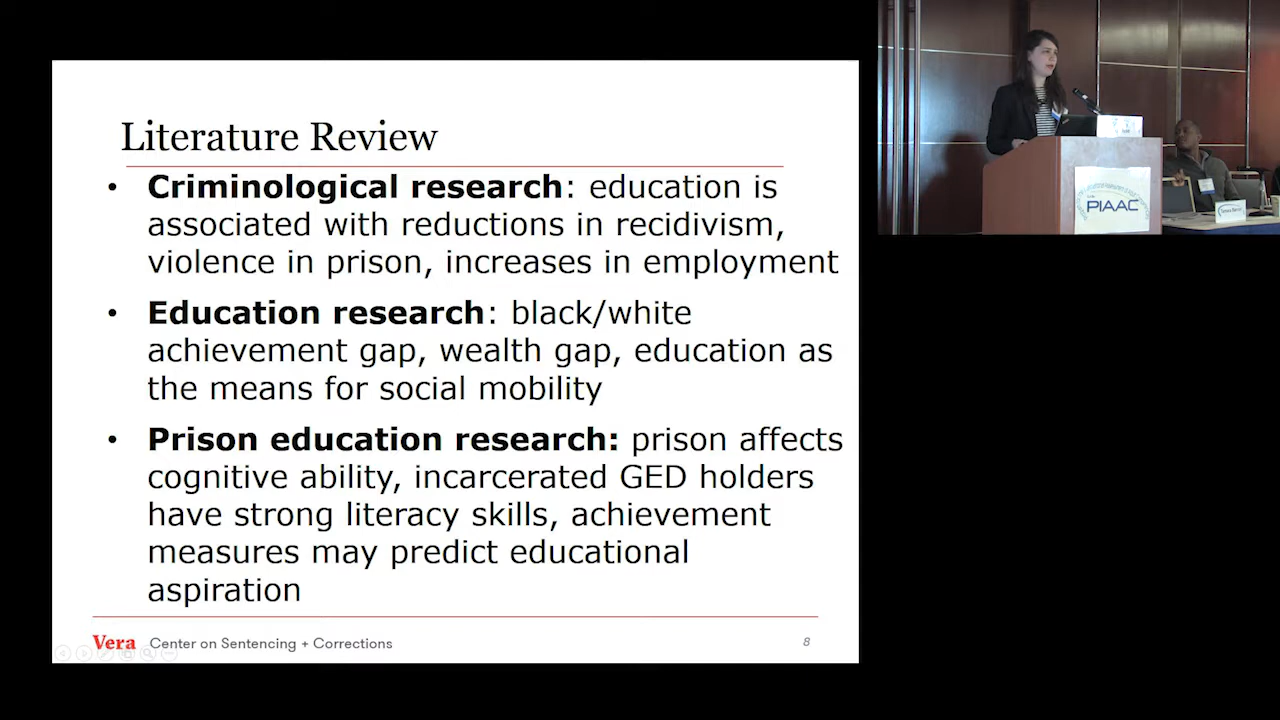 Literature Review
• Criminological research: education is
associated with reductions in recidivism,
violence in prison, increases in employment
• Education research: black/white
achievement gap, wealth gap, education as
the means for social mobility
• Prison education research: prison affects
cognitive ability, incarcerated GED holders
have strong literacy skills, achievement
measures may predict educational
aspiration
Vera Center on Sentencing + Corrections
8
PIAAC